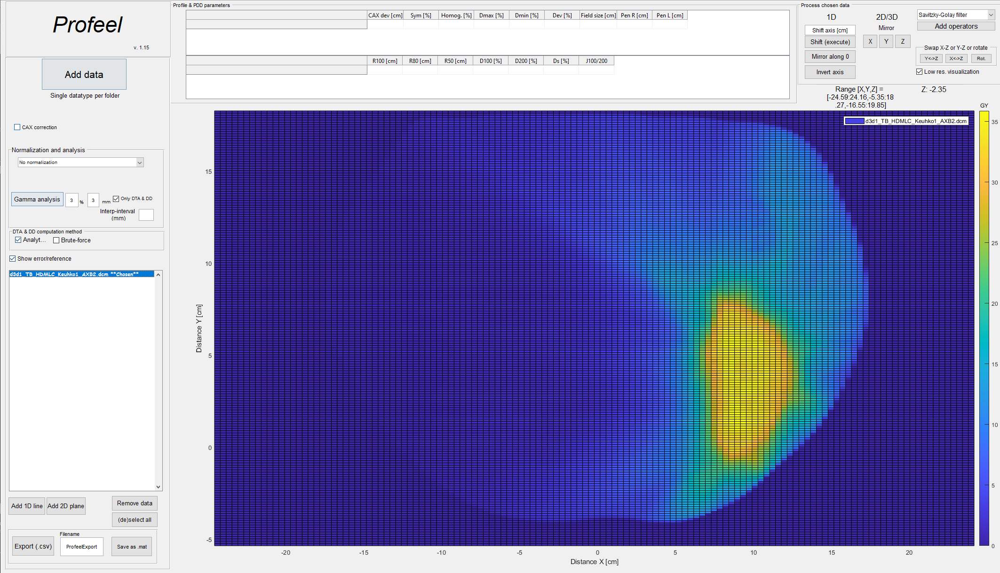 Profeel
v. 1.15
Add data
Single datatype per folder
CAX correction
Normalization and analysis
No normalization
Gamma analysis 3 % 3 mm Only DTA & DD
Interp-interval
(mm)
DTA & DD computation method
Analyt... Brute-force
Show error/reference
d3d1_TB_HDMLC_Keuhko1_AXB2.dcm **Chosen**
Add 1D line Add 2D plane Remove data
(de)select all
Filename
Export (.csv) ProfeelExport Save as .mat
Profile & PDD parameters
CAX dev [cm] Sym [%] Homog. [%] Dmax [%] Dmin [%] Dev [%] Field size [cm] Pen R [cm] Pen L [cm]
R100 [cm] R80 [cm] R50 [cm] D100 [%] D200 [%] Ds [%] J100/200
Process chosen data
1D
Shift axis [cm]
Shift (execute)
Mirror along 0
Invert axis
2D/3D
Mirror
X Y Z
Savitzky-Golay filter
Add operators
Swap X-Z or Y-Z or rotate
Y<->Z X<->Z Rot.
Low res. visualization
Range [X,Y,Z] =
[-24.59:24.16,-5.35:18
.27,-16.55:19.85]
Z: -2.35
GY
d3d1_TB_HDMLC_Keuhko1_AXB2.dcm
15
10
5
0
-5
Distance Y [cm]
-20 -15 -10 -5 0 5 10 15 20
Distance X [cm]
35
30
25
20
15
10
5
0